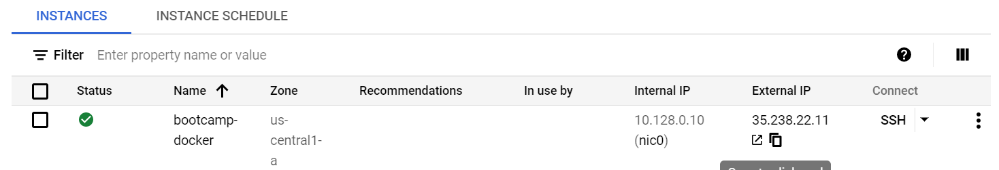 INSTANCES INSTANCE SCHEDULE
Filter Enter property name or value
Status Name Zone Recommendations In use by Internal IP External IP Connect
bootcamp- us- 10.128.0.10 35.238.22.11 SSH
docker central1- (nic0)
a